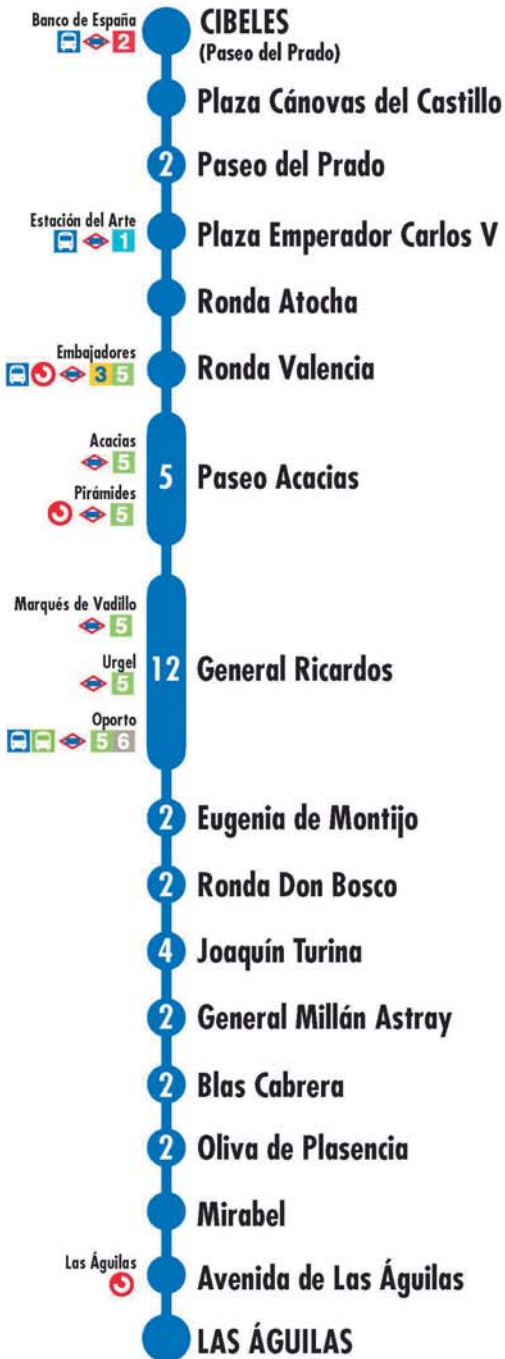 Banco de España
2
CIBELES
(Paseo del Prado)
Plaza Cánovas del Castillo
2 Paseo del Prado
Estación del Arte
1
Plaza Emperador Carlos V
Ronda Atocha
Embajadores
3 5
Ronda Valencia
Acacias
5
Pirámides
5
5 Paseo Acacias
Marqués de Vadillo
5
Urgel
5
Oporto
5 6
12 General Ricardos
2 Eugenia de Montijo
2 Ronda Don Bosco
4 Joaquín Turina
2 General Millán Astray
2 Blas Cabrera
2 Oliva de Plasencia
Mirabel
Las Águilas
Avenida de Las Águilas
LAS ÁGUILAS